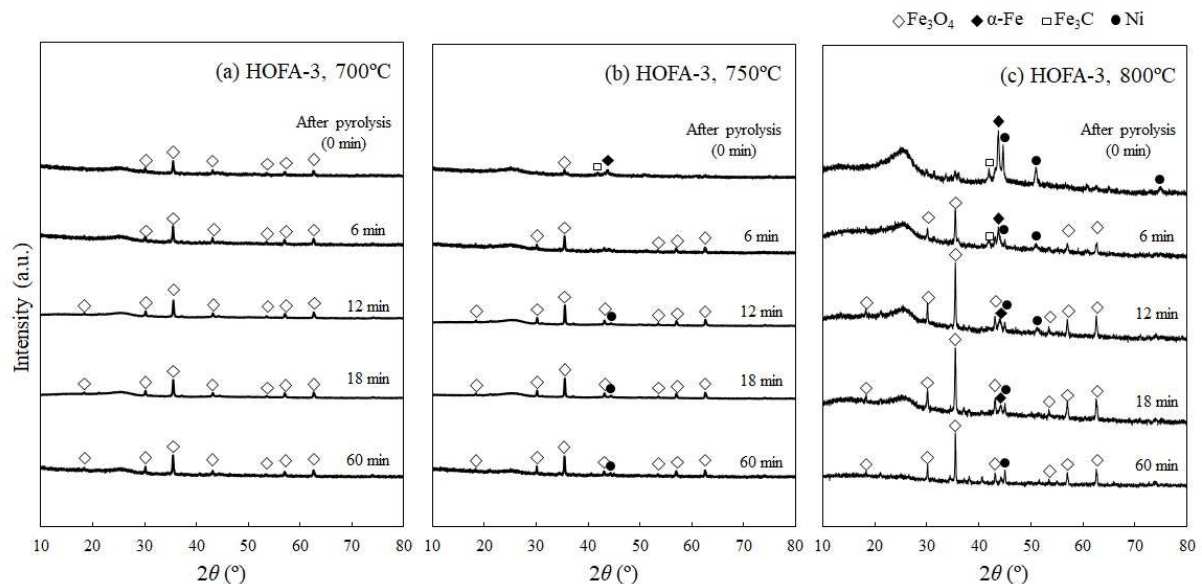 ◇ Fe₃O₄ ◆ α-Fe □ Fe₃C ● Ni
(a) HOFA-3, 700ºC
After pyrolysis
(0 min)
6 min
12 min
18 min
60 min
(b) HOFA-3, 750ºC
After pyrolysis
(0 min)
6 min
12 min
18 min
60 min
(c) HOFA-3, 800ºC
After pyrolysis
(0 min)
6 min
12 min
18 min
60 min
Intensity (a.u.)
10 20 30 40 50 60 70 80
10 20 30 40 50 60 70 80
10 20 30 40 50 60 70 80
2θ (º)
2θ (º)
2θ (º)